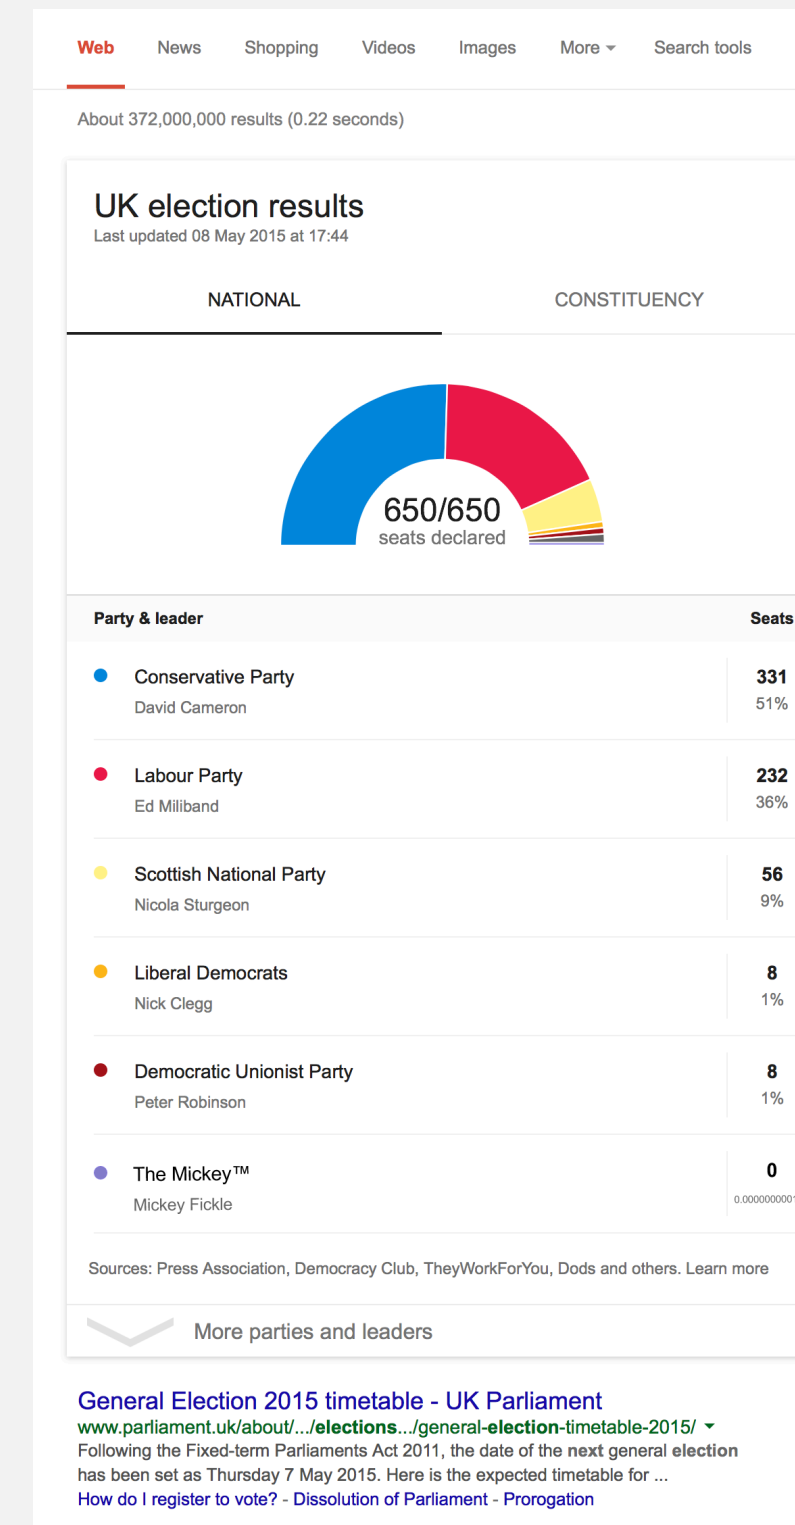 Web News Shopping Videos Images More Search tools
About 372,000,000 results (0.22 seconds)
UK election results
Last updated 08 May 2015 at 17:44
NATIONAL CONSTITUENCY
650/650
seats declared
Party & leader Seats
Conservative Party 331
David Cameron 51%
Labour Party 232
Ed Miliband 36%
Scottish National Party 56
Nicola Sturgeon 9%
Liberal Democrats 8
Nick Clegg 1%
Democratic Unionist Party 8
Peter Robinson 1%
The Mickey™ 0
Mickey Fickle
Sources: Press Association, Democracy Club, TheyWorkForYou, Dods and others. Learn more
More parties and leaders
General Election 2015 timetable - UK Parliament
www.parliament.uk/about/.../elections.../general-election-timetable-2015/
Following the Fixed-term Parliaments Act 2011, the date of the next general election
has been set as Thursday 7 May 2015. Here is the expected timetable for ...
How do I register to vote? - Dissolution of Parliament - Prorogation